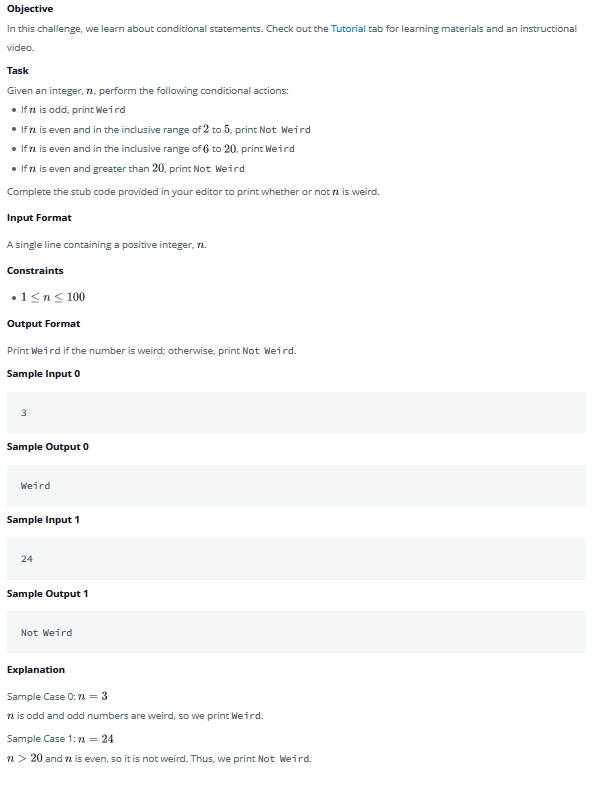 Objective
In this challenge, we learn about conditional statements. Check out the Tutorial tab for learning materials and an instructional
video.
Task
Given an integer, n, perform the following conditional actions:
• If n is odd, print Weird
• If n is even and in the inclusive range of 2 to 5, print Not Weird
• If n is even and in the inclusive range of 6 to 20, print Weird
• If n is even and greater than 20, print Not Weird
Complete the stub code provided in your editor to print whether or not n is weird.
Input Format
A single line containing a positive integer, n.
Constraints
• 1 ≤ n ≤ 100
Output Format
Print Weird if the number is weird; otherwise, print Not Weird.
Sample Input 0
3
Sample Output 0
Weird
Sample Input 1
24
Sample Output 1
Not Weird
Explanation
Sample Case 0: n = 3
n is odd and odd numbers are weird, so we print Weird.
Sample Case 1: n = 24
n > 20 and n is even, so it is not weird. Thus, we print Not Weird.